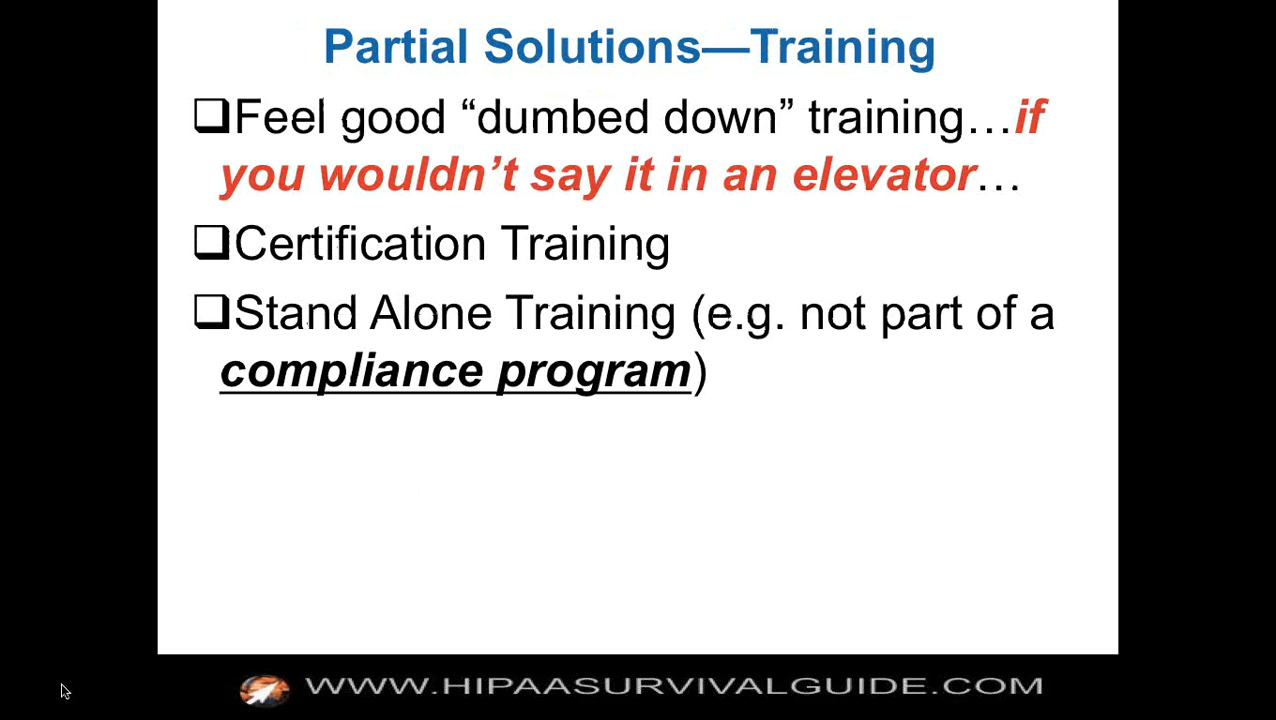 Partial Solutions—Training
❑Feel good “dumbed down” training…if
you wouldn’t say it in an elevator…
❑Certification Training
❑Stand Alone Training (e.g. not part of a
compliance program)
WWW.HIPAASURVIVALGUIDE.COM